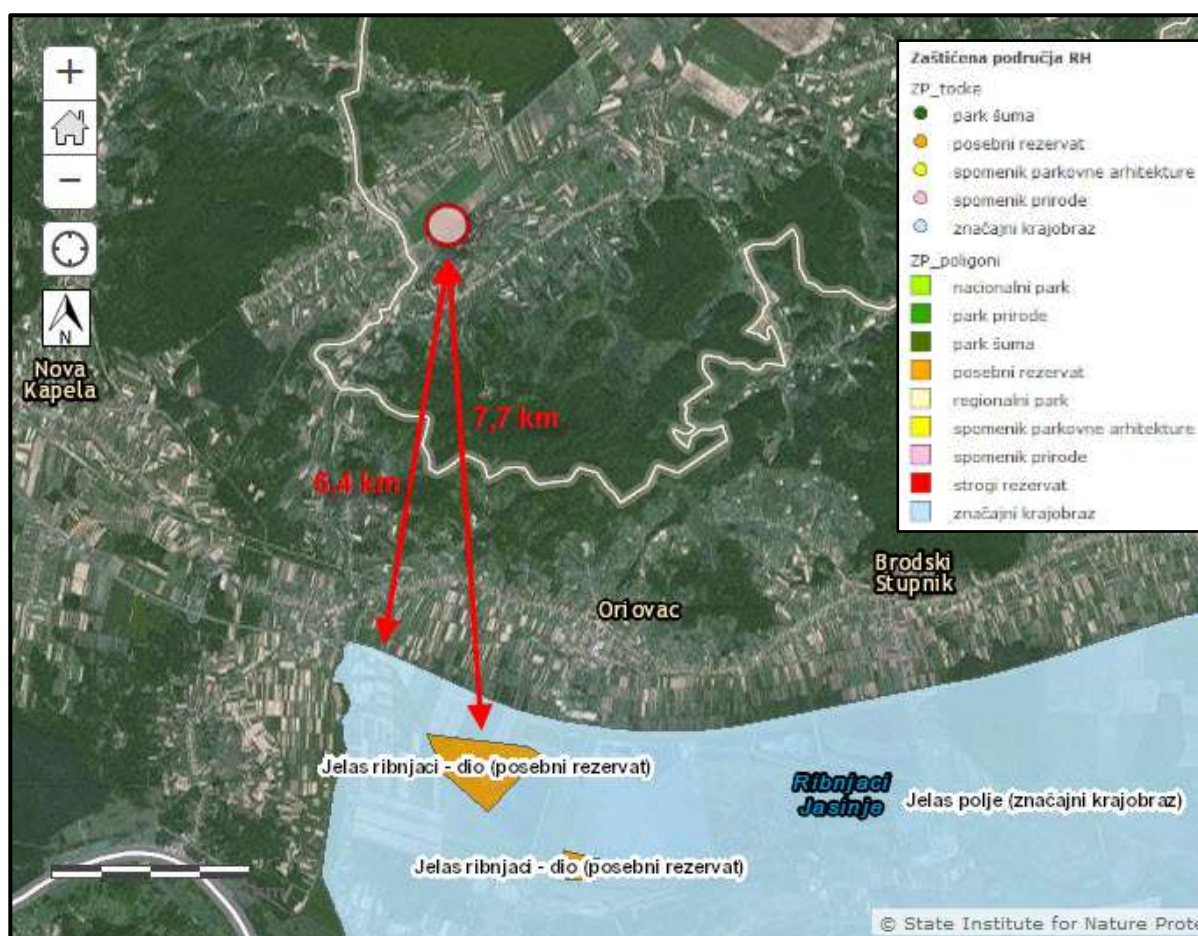 +
−
N
Nova
Kapela
6,4 km
7,7 km
Oriovac
Brodski
Stupnik
Jelas ribnjaci - dio (posebni rezervat)
Ribnjaci
Jasinje
Jelas polje (značajni krajobraz)
Jelas ribnjaci - dio (posebni rezervat)
km
Zaštićena područja RH
ZP_tocke
park šuma
posebni rezervat
spomenik parkovne arhitekture
spomenik prirode
značajni krajobraz
ZP_poligoni
nacionalni park
park prirode
park šuma
posebni rezervat
regionalni park
spomenik parkovne arhitekture
spomenik prirode
strogi rezervat
značajni krajobraz
© State Institute for Nature Prote